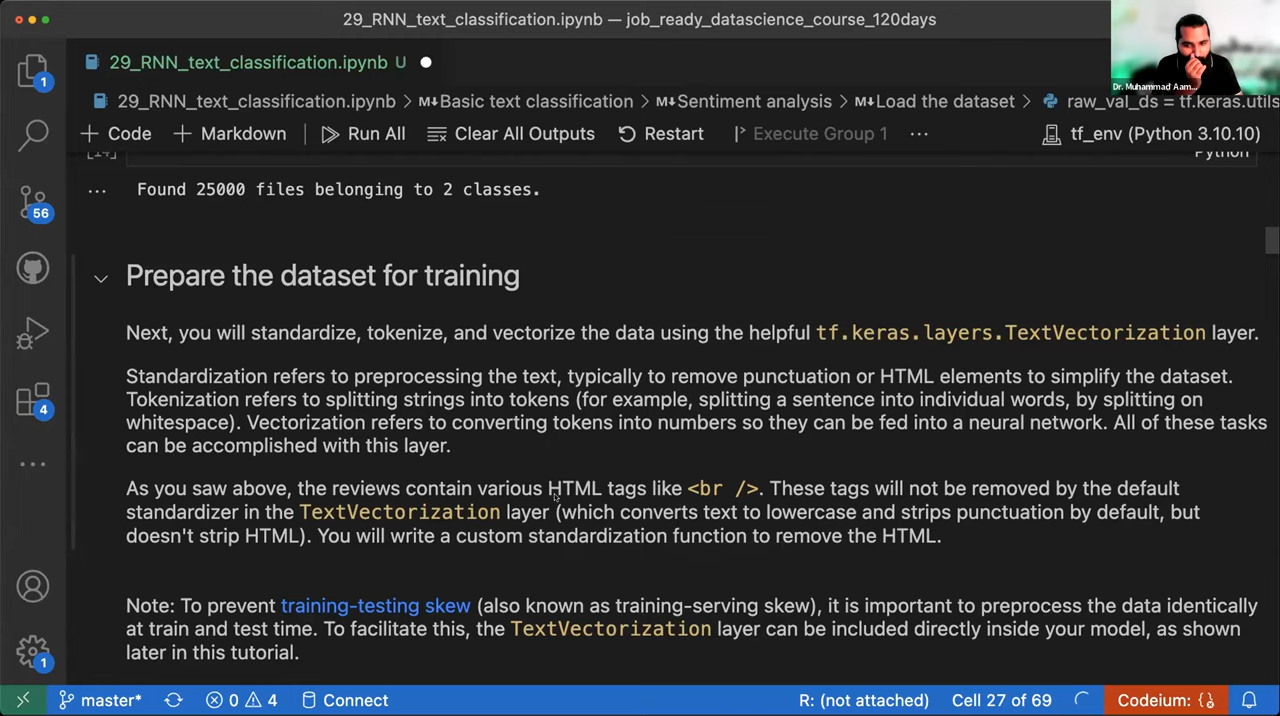 29_RNN_text_classification.ipynb — job_ready_datascience_course_120days
29_RNN_text_classification.ipynb U
29_RNN_text_classification.ipynb > M↓Basic text classification > M↓Sentiment analysis > M↓Load the dataset > raw_val_ds = tf.keras.utils
+ Code + Markdown | Run All Clear All Outputs Restart Execute Group 1 ... tf_env (Python 3.10.10)
[14] Python
... Found 25000 files belonging to 2 classes.
Prepare the dataset for training
Next, you will standardize, tokenize, and vectorize the data using the helpful tf.keras.layers.TextVectorization layer.
Standardization refers to preprocessing the text, typically to remove punctuation or HTML elements to simplify the dataset.
Tokenization refers to splitting strings into tokens (for example, splitting a sentence into individual words, by splitting on
whitespace). Vectorization refers to converting tokens into numbers so they can be fed into a neural network. All of these tasks
can be accomplished with this layer.
As you saw above, the reviews contain various HTML tags like <br />. These tags will not be removed by the default
standardizer in the TextVectorization layer (which converts text to lowercase and strips punctuation by default, but
doesn't strip HTML). You will write a custom standardization function to remove the HTML.
Note: To prevent training-testing skew (also known as training-serving skew), it is important to preprocess the data identically
at train and test time. To facilitate this, the TextVectorization layer can be included directly inside your model, as shown
later in this tutorial.
Dr. Muhammad Aam...
1
56
4
1
master* 0 4 Connect R: (not attached) Cell 27 of 69 Codeium: {}